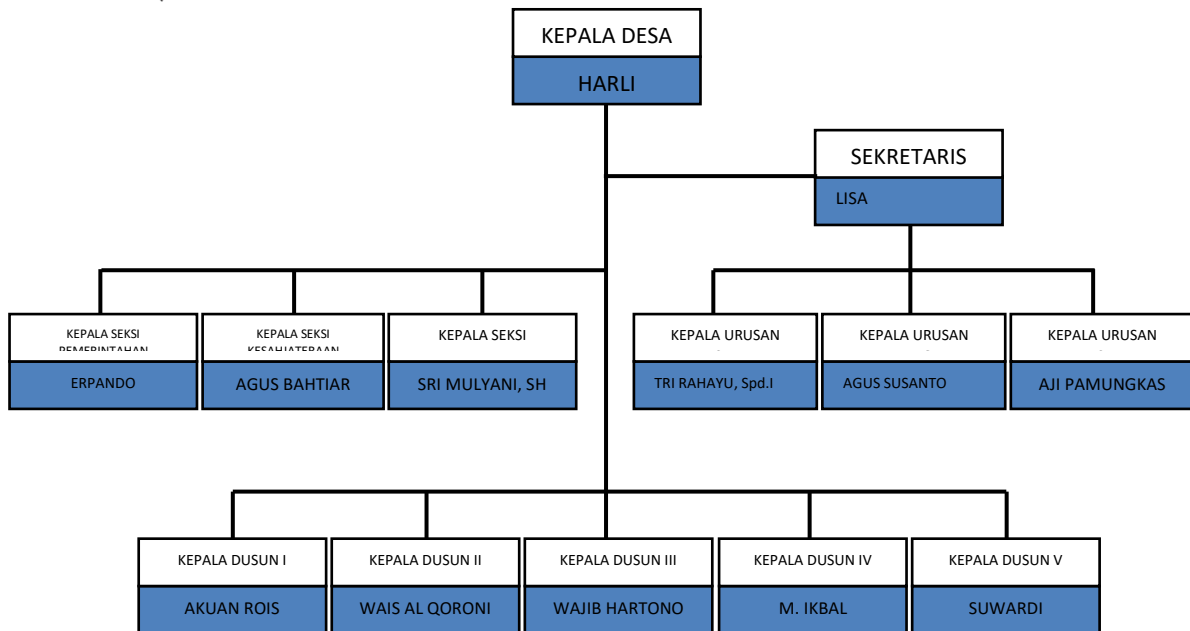 KEPALA DESA
HARLI
SEKRETARIS
LISA
KEPALA SEKSI
PEMERINTAHAN
ERPANDO
KEPALA SEKSI
KESAHJATERAAN
AGUS BAHTIAR
KEPALA SEKSI
SRI MULYANI, SH
KEPALA URUSAN
TRI RAHAYU, Spd.I
KEPALA URUSAN
AGUS SUSANTO
KEPALA URUSAN
AJI PAMUNGKAS
KEPALA DUSUN I
AKUAN ROIS
KEPALA DUSUN II
WAIS AL QORONI
KEPALA DUSUN III
WAJIB HARTONO
KEPALA DUSUN IV
M. IKBAL
KEPALA DUSUN V
SUWARDI